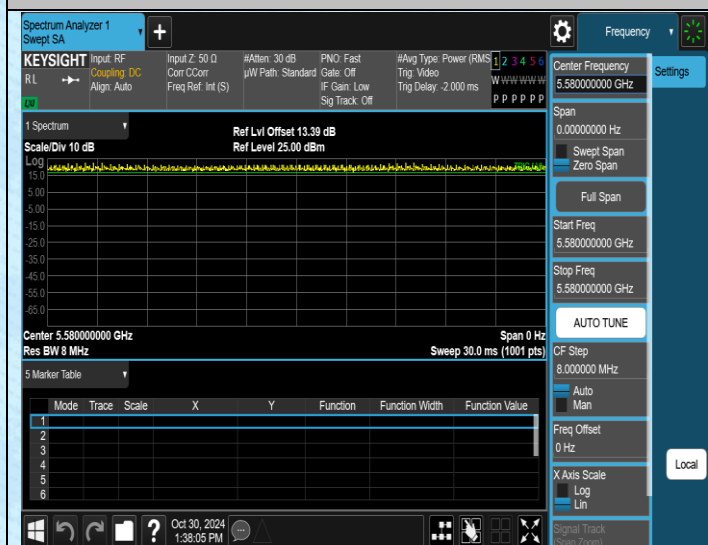 Spectrum Analyzer 1
Swept SA
Frequency
KEYSIGHT
RL
LXI
Input: RF
Coupling: DC
Align: Auto
Input Z: 50 Ω
Corr CCorr
Freq Ref: Int (S)
#Atten: 30 dB
µW Path: Standard
PNO: Fast
Gate: Off
IF Gain: Low
Sig Track: Off
#Avg Type: Power (RMS
Trig: Video
Trig Delay: -2.000 ms
1 2 3 4 5 6
W W W W W W
P P P P P P
Center Frequency
5.580000000 GHz
Settings
Span
0.00000000 Hz
Swept Span
Zero Span
Full Span
Start Freq
5.580000000 GHz
Stop Freq
5.580000000 GHz
AUTO TUNE
CF Step
8.000000 MHz
Auto
Man
Freq Offset
0 Hz
X Axis Scale
Log
Lin
Signal Track
(Span Zoom)
Local
1 Spectrum
Scale/Div 10 dB
Ref Lvl Offset 13.39 dB
Ref Level 25.00 dBm
Log
15.0
5.00
-5.00
-15.0
-25.0
-35.0
-45.0
-55.0
-65.0
Center 5.580000000 GHz
Res BW 8 MHz
Span 0 Hz
Sweep 30.0 ms (1001 pts)
5 Marker Table
Mode Trace Scale X Y Function Function Width Function Value
1
2
3
4
5
6
?
Oct 30, 2024
1:38:05 PM